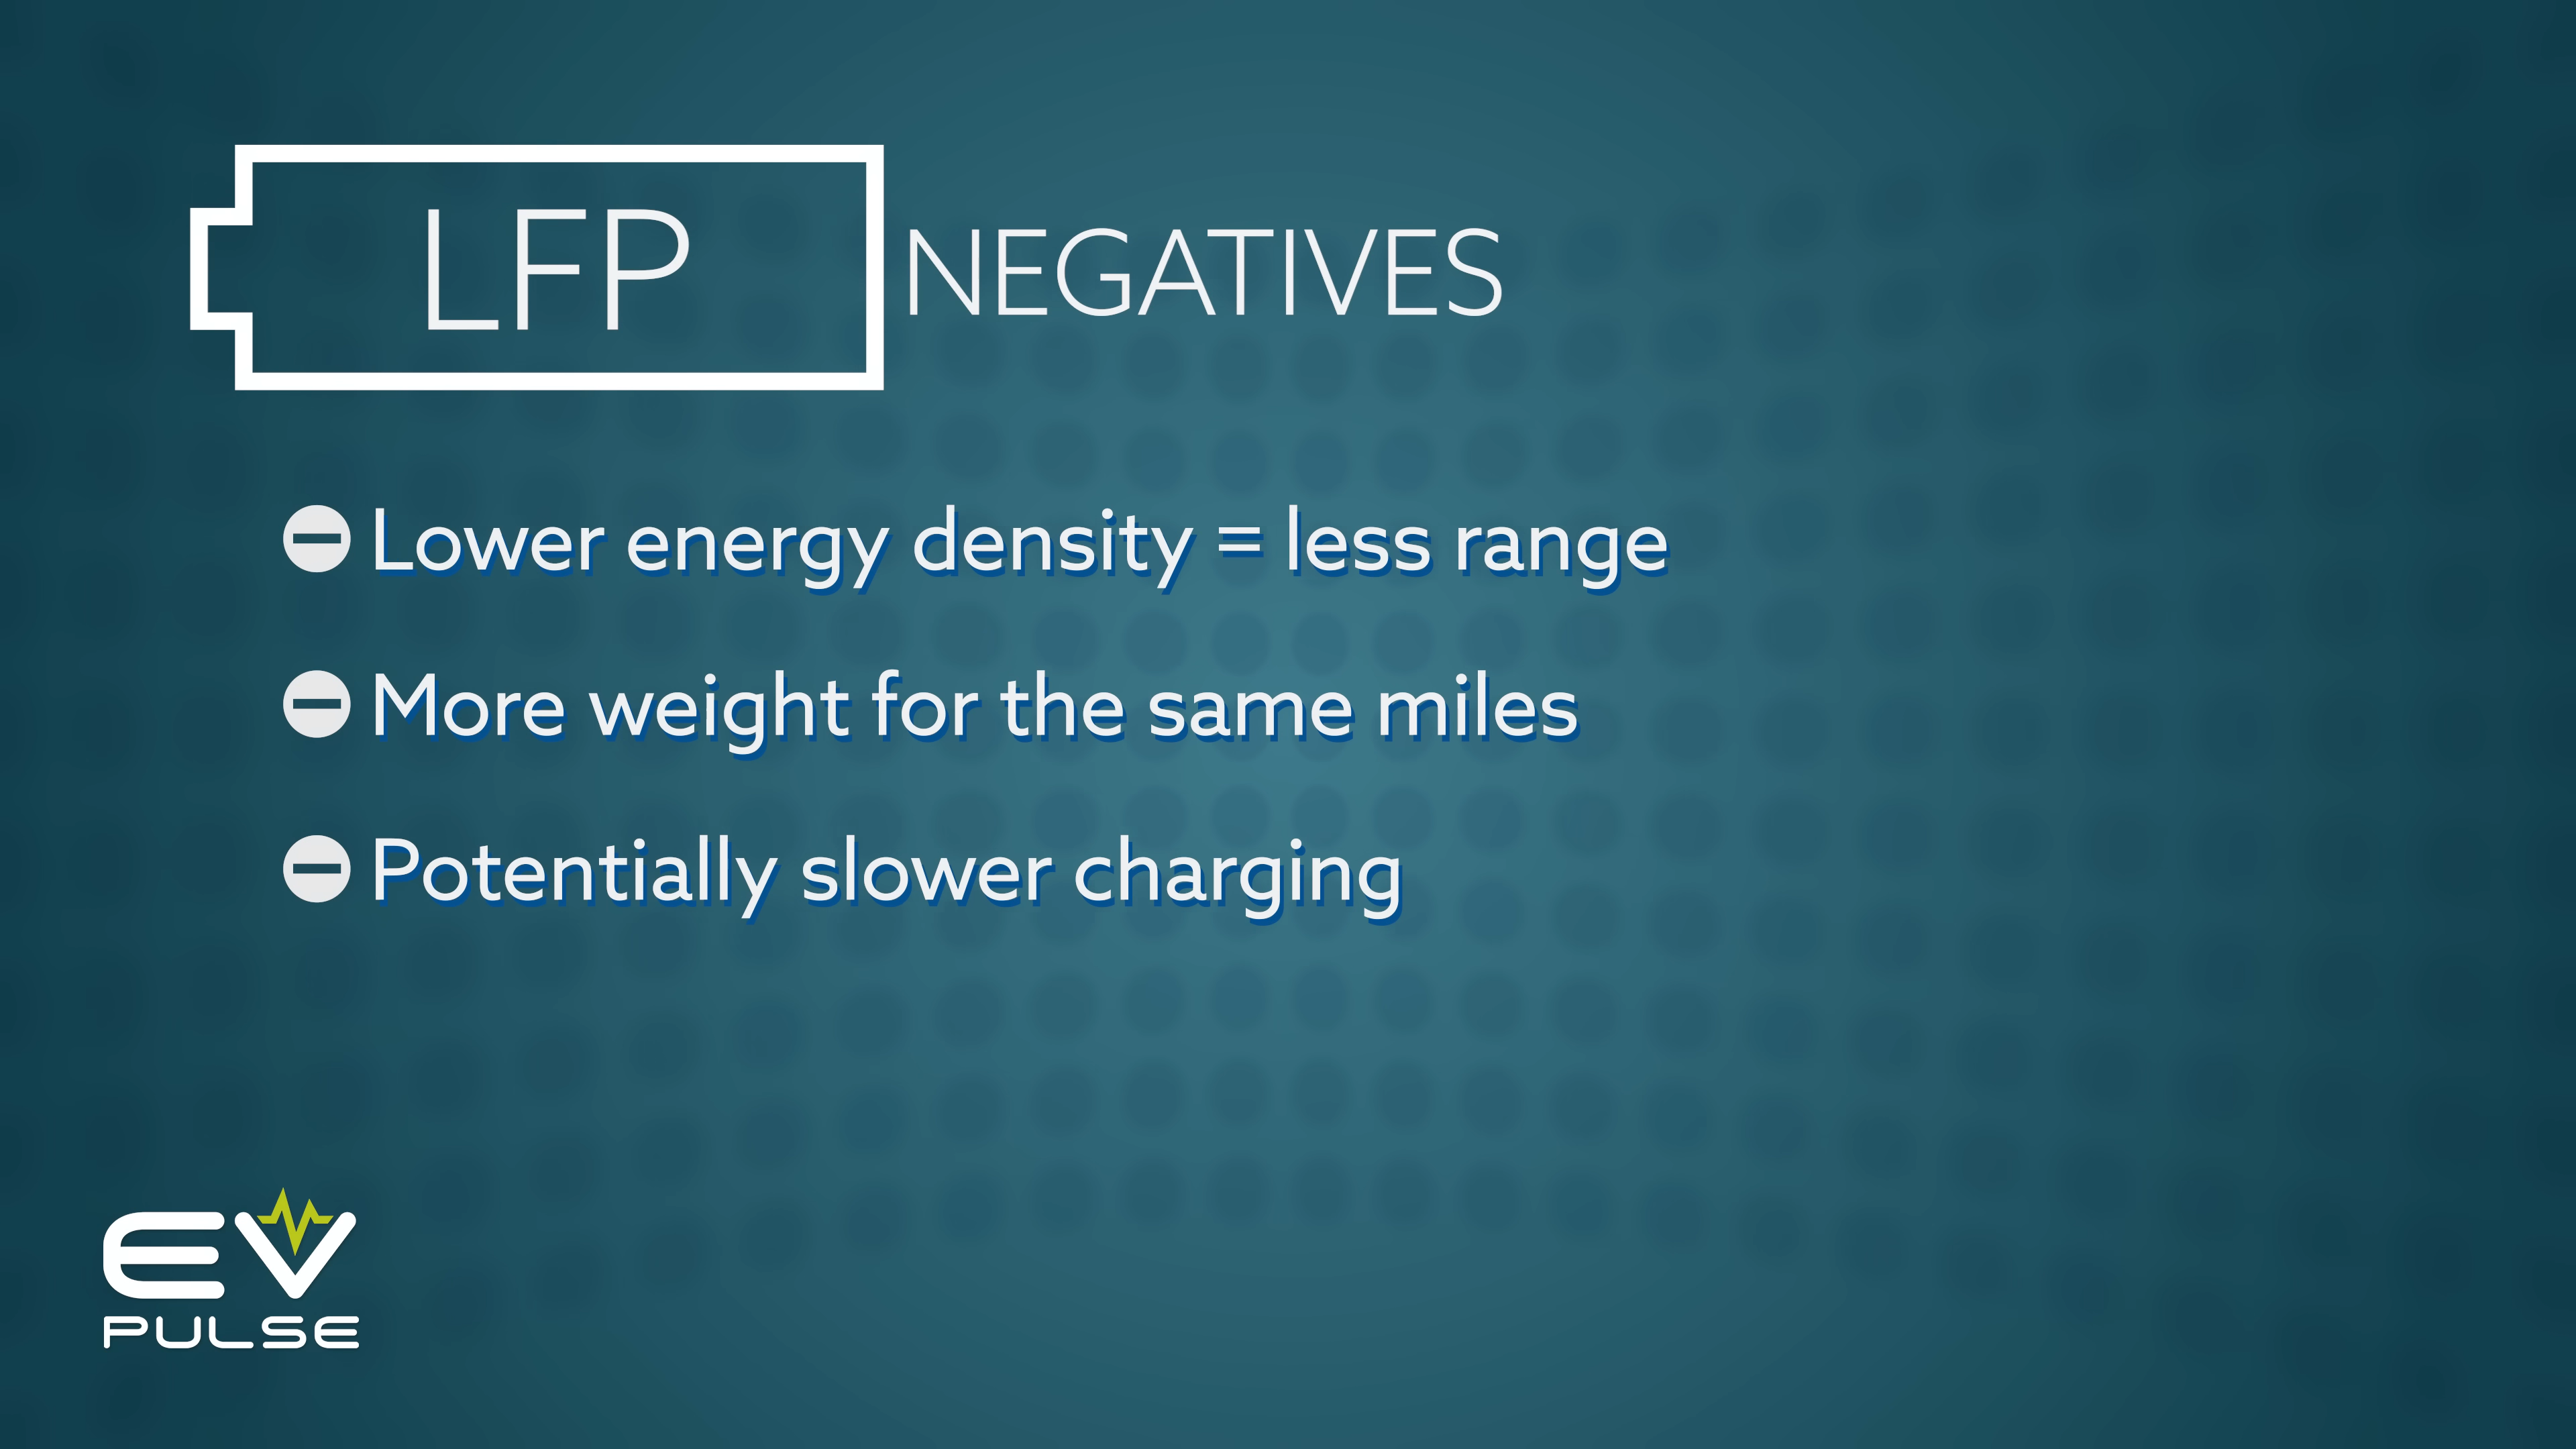 LFP NEGATIVES
Lower energy density = less range
More weight for the same miles
Potentially slower charging
EV
PULSE